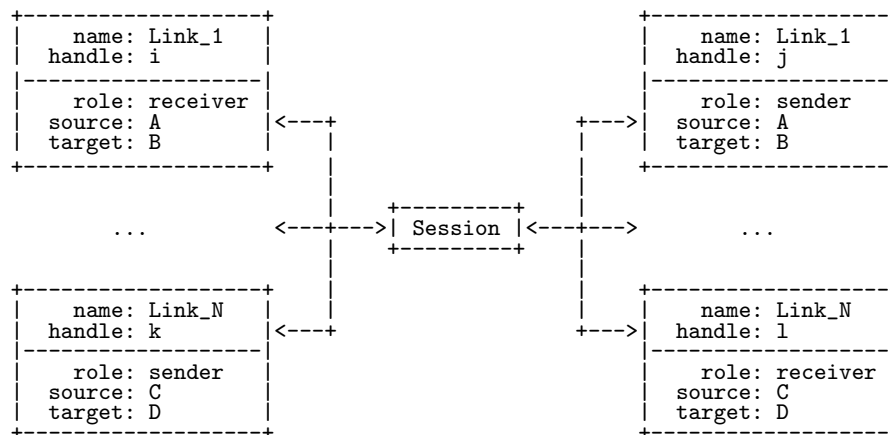 name: Link_1
handle: i
role: receiver
source: A
target: B
name: Link_1
handle: j
role: sender
source: A
target: B
...
Session
...
name: Link_N
handle: k
role: sender
source: C
target: D
name: Link_N
handle: l
role: receiver
source: C
target: D